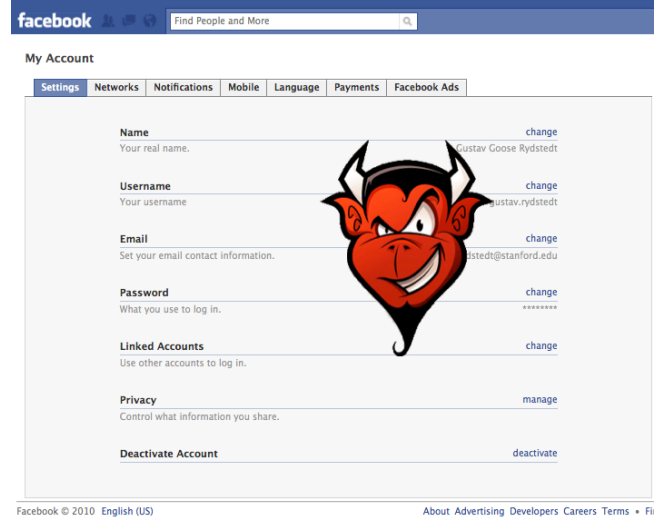 facebook Find People and More
My Account
Settings Networks Notifications Mobile Language Payments Facebook Ads
Name change
Your real name. Gustav Goose Rydstedt
Username change
Your username gustav.rydstedt
Email change
Set your email contact information. dstedt@stanford.edu
Password change
What you use to log in. ********
Linked Accounts change
Use other accounts to log in.
Privacy manage
Control what information you share.
Deactivate Account deactivate
Facebook © 2010 English (US) About Advertising Developers Careers Terms •